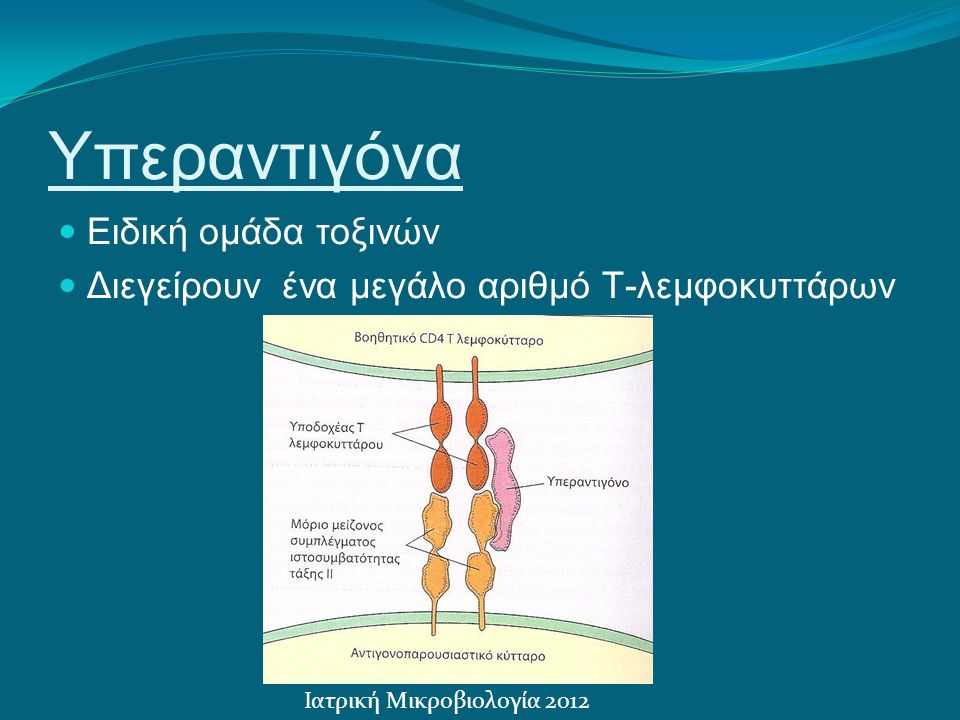 Υπεραντιγόνα
Ειδική ομάδα τοξινών
Διεγείρουν ένα μεγάλο αριθμό Τ-λεμφοκυττάρων
Βοηθητικό CD4 T λεμφοκύτταρο
Υποδοχέας Τ
λεμφοκυττάρου
Υπεραντιγόνο
Μόριο μείζονος
συμπλέγματος
ιστοσυμβατότητας
τάξης II
Αντιγονοπαρουσιαστικό κύτταρο
Ιατρική Μικροβιολογία 2012